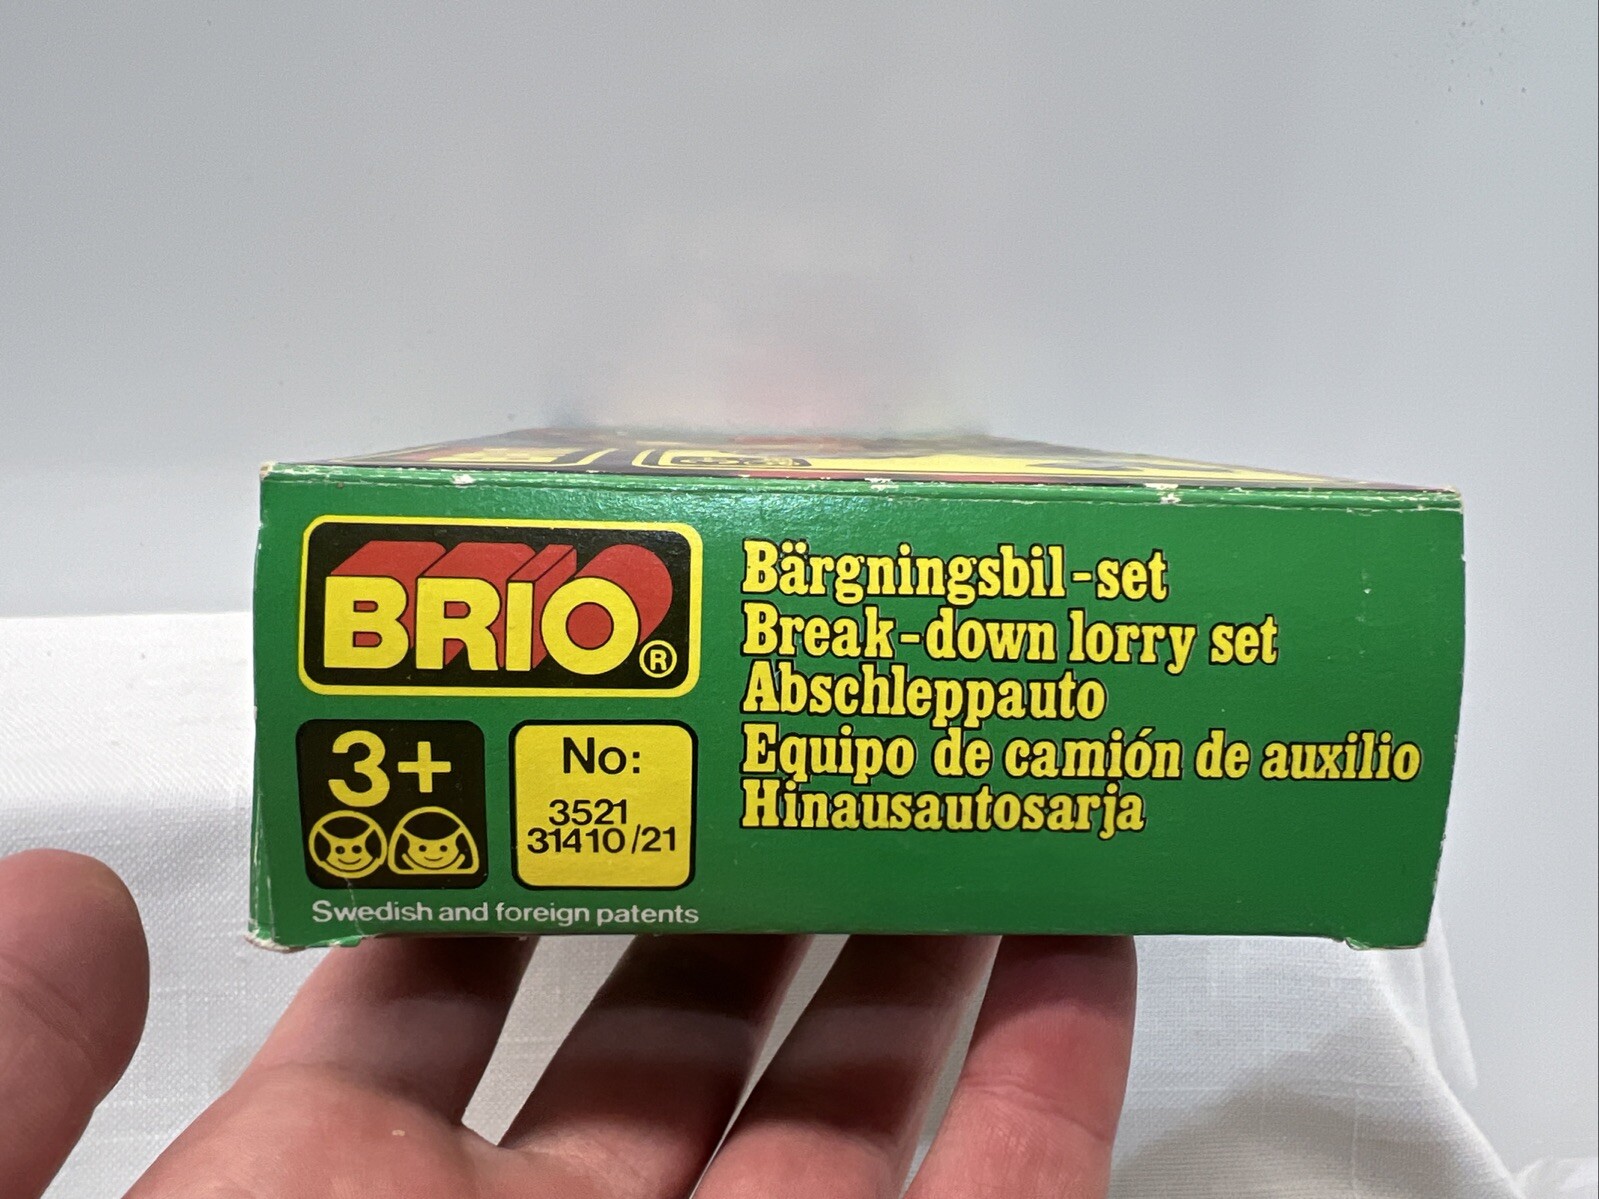 BRIO®
3+
No:
3521
31410/21
Swedish and foreign patents
Bärgningsbil-set
Break-down lorry set
Abschleppauto
Equipo de camión de auxilio
Hinausautosarja